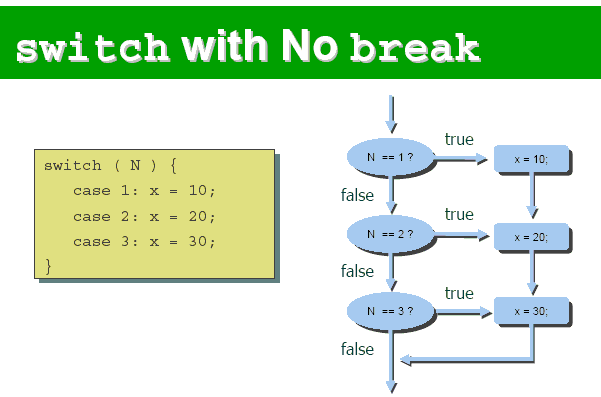 switch with No break
switch ( N ) {
case 1: x = 10;
case 2: x = 20;
case 3: x = 30;
}
true
N == 1 ?
x = 10;
false
true
N == 2 ?
x = 20;
false
true
N == 3 ?
x = 30;
false